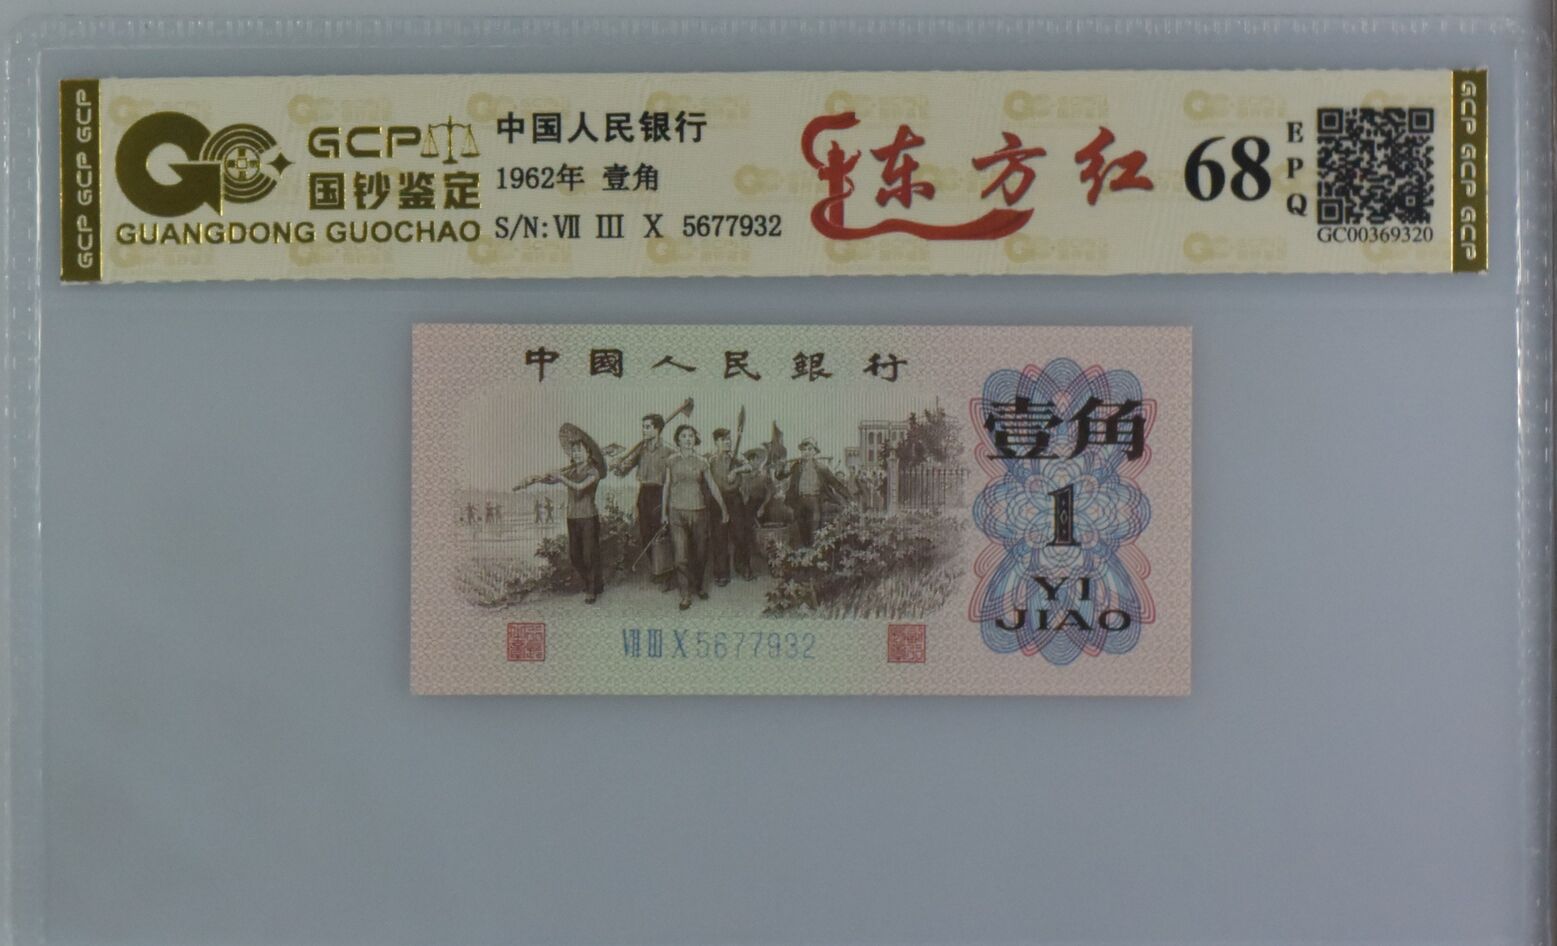 GCP GCP GCP
GCP
国钞鉴定
GUANGDONG GUOCHAO
中国人民银行
1962年 壹角
S/N: Ⅶ Ⅲ Ⅹ 5677932
东方红
68
EPQ
GC00369320
GCP GCP GCP
中國人民銀行
壹角
1
YI
JIAO
Ⅶ Ⅲ Ⅹ 5677932